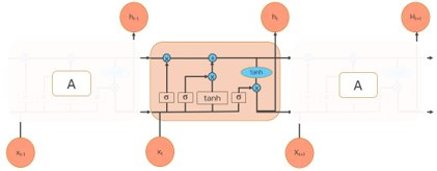 hₜ₋₁
hₜ
Hₜ₊₁
tanh
A
A
σ
σ
tanh
σ
xₜ₋₁
xₜ
Xₜ₊₁